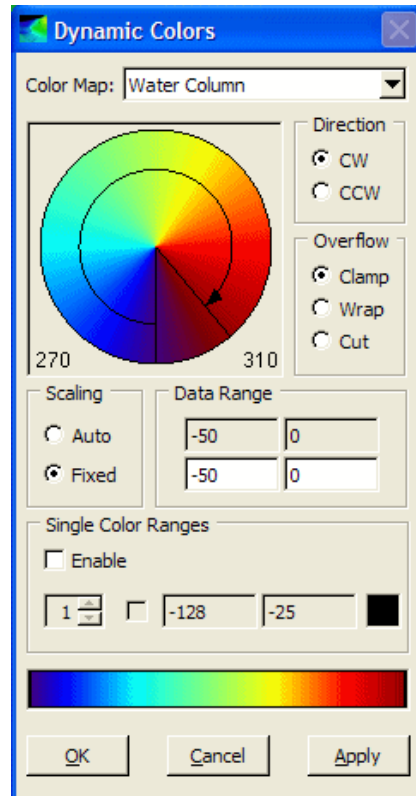 Dynamic Colors
Color Map: Water Column
Direction
CW
CCW
Overflow
Clamp
Wrap
Cut
270 310
Scaling
Auto
Fixed
Data Range
-50 0
-50 0
Single Color Ranges
Enable
1 -128 -25
OK Cancel Apply